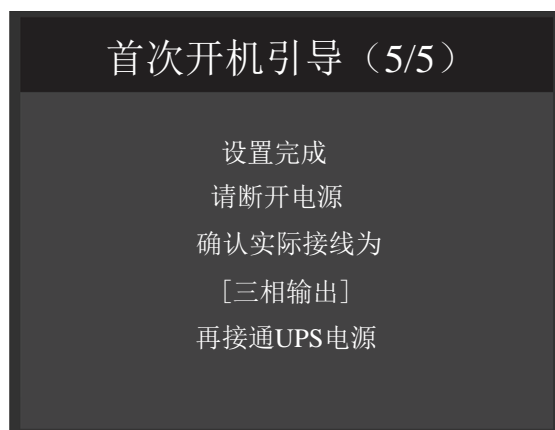 首次开机引导（5/5）
设置完成
请断开电源
确认实际接线为
［三相输出］
再接通UPS电源